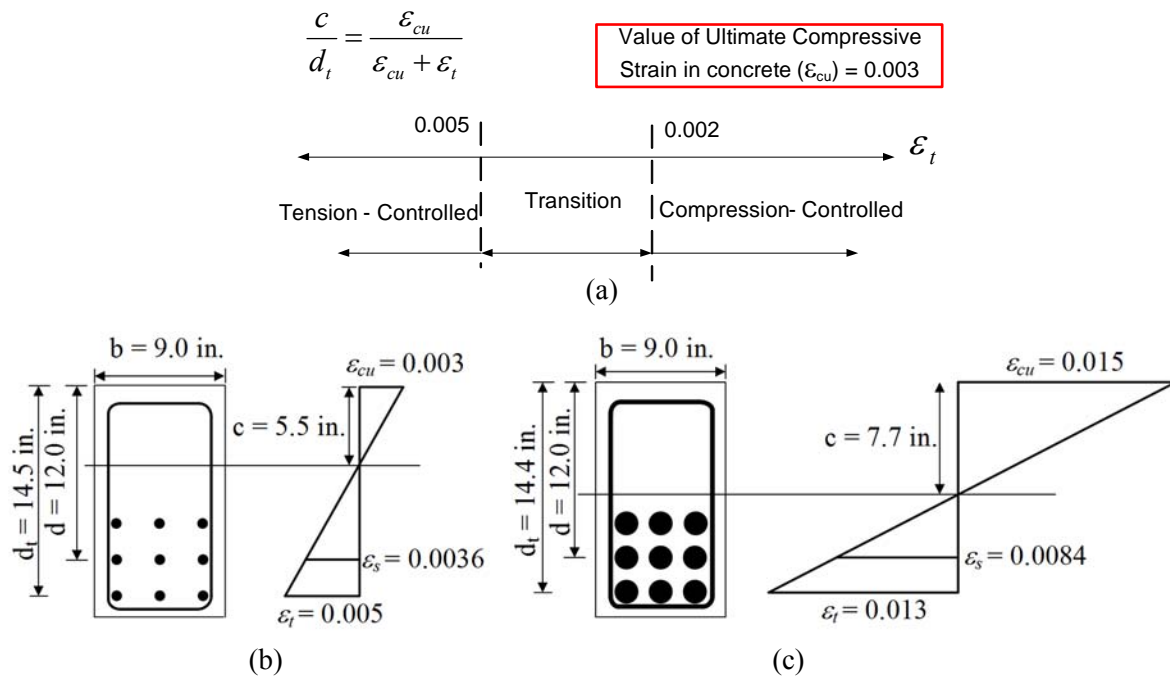 c/d_t = ε_cu/(ε_cu + ε_t)
Value of Ultimate Compressive
Strain in concrete (ε_cu) = 0.003
0.005
0.002
ε_t
Tension - Controlled
Transition
Compression- Controlled
(a)
b = 9.0 in.
ε_cu = 0.003
d_t = 14.5 in.
d = 12.0 in.
c = 5.5 in.
ε_s = 0.0036
ε_t = 0.005
(b)
b = 9.0 in.
ε_cu = 0.015
d_t = 14.4 in.
d = 12.0 in.
c = 7.7 in.
ε_s = 0.0084
ε_t = 0.013
(c)